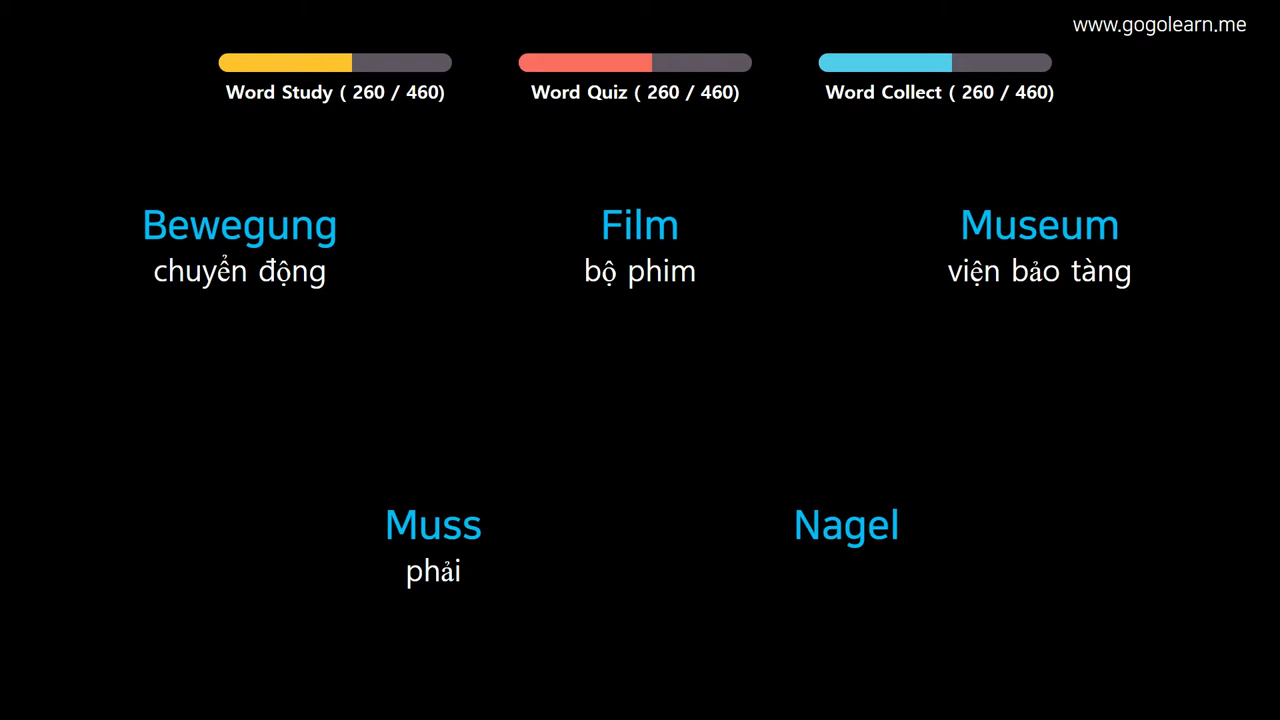 www.gogolearn.me
Word Study ( 260 / 460)
Word Quiz ( 260 / 460)
Word Collect ( 260 / 460)
Bewegung
chuyển động
Film
bộ phim
Museum
viện bảo tàng
Muss
phải
Nagel